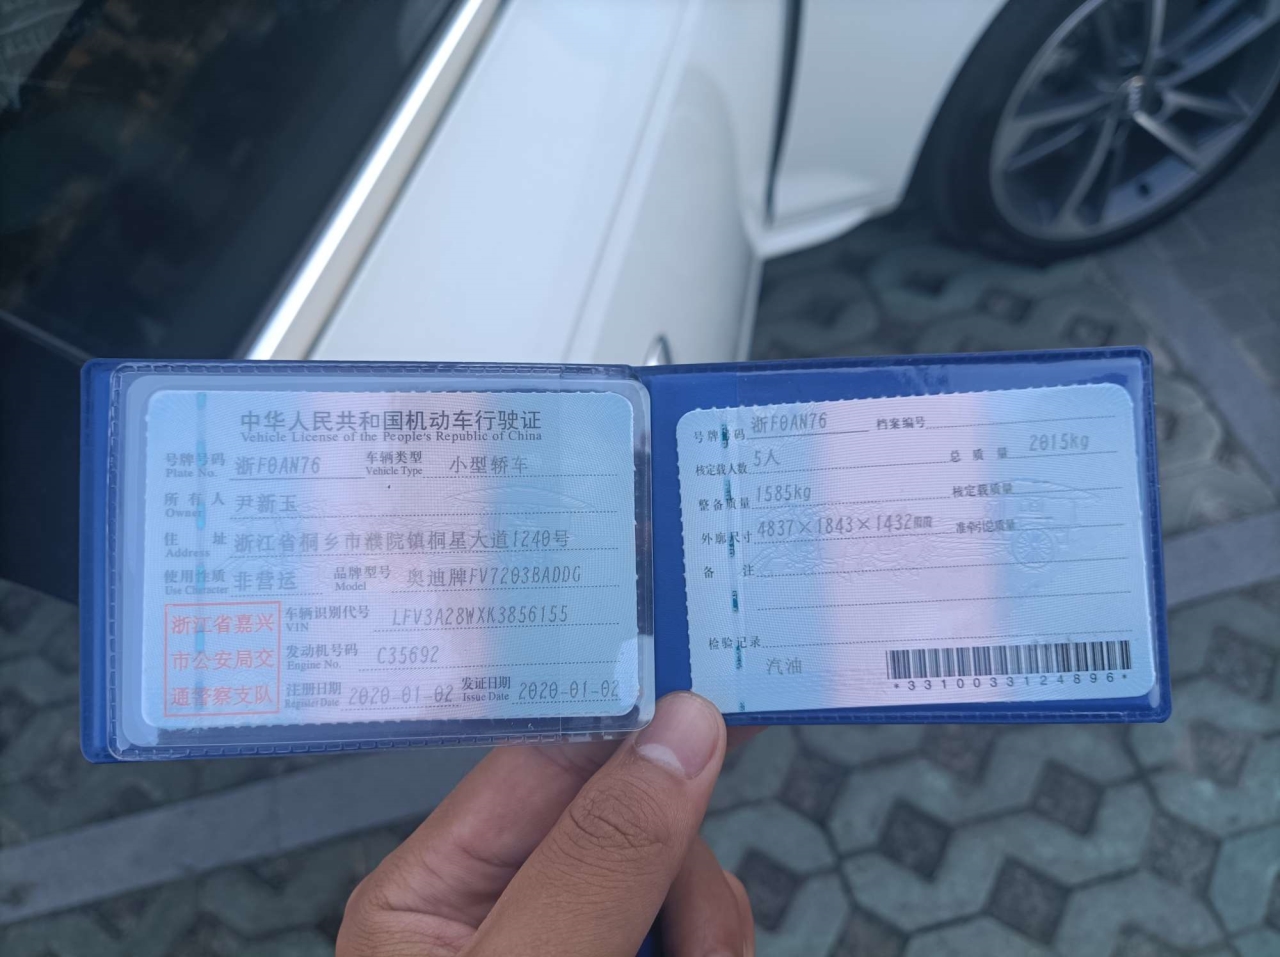 中华人民共和国机动车行驶证
Vehicle License of the People's Republic of China
号牌号码 浙F0AN76 车辆类型 小型轿车
Plate No. Vehicle Type
所有人 尹新玉
Owner
住址 浙江省桐乡市濮院镇桐星大道1240号
Address
使用性质 非营运 品牌型号 奥迪牌FV7203BADDG
Use Character Model
浙江省嘉兴
市公安局交
通警察支队
车辆识别代号 LFV3A28WXK3856155
VIN
发动机号码 C35692
Engine No.
注册日期 2020-01-02 发证日期 2020-01-02
Register Date Issue Date
号牌号码 浙F0AN76 档案编号
核定载人数 5人 总质量 2015kg
整备质量 1585kg 核定载质量
外廓尺寸 4837×1843×1432mm 准牵引总质量
备注
检验记录
汽油
*3310033124896*